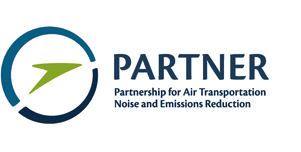 PARTNER
Partnership for Air Transportation
Noise and Emissions Reduction